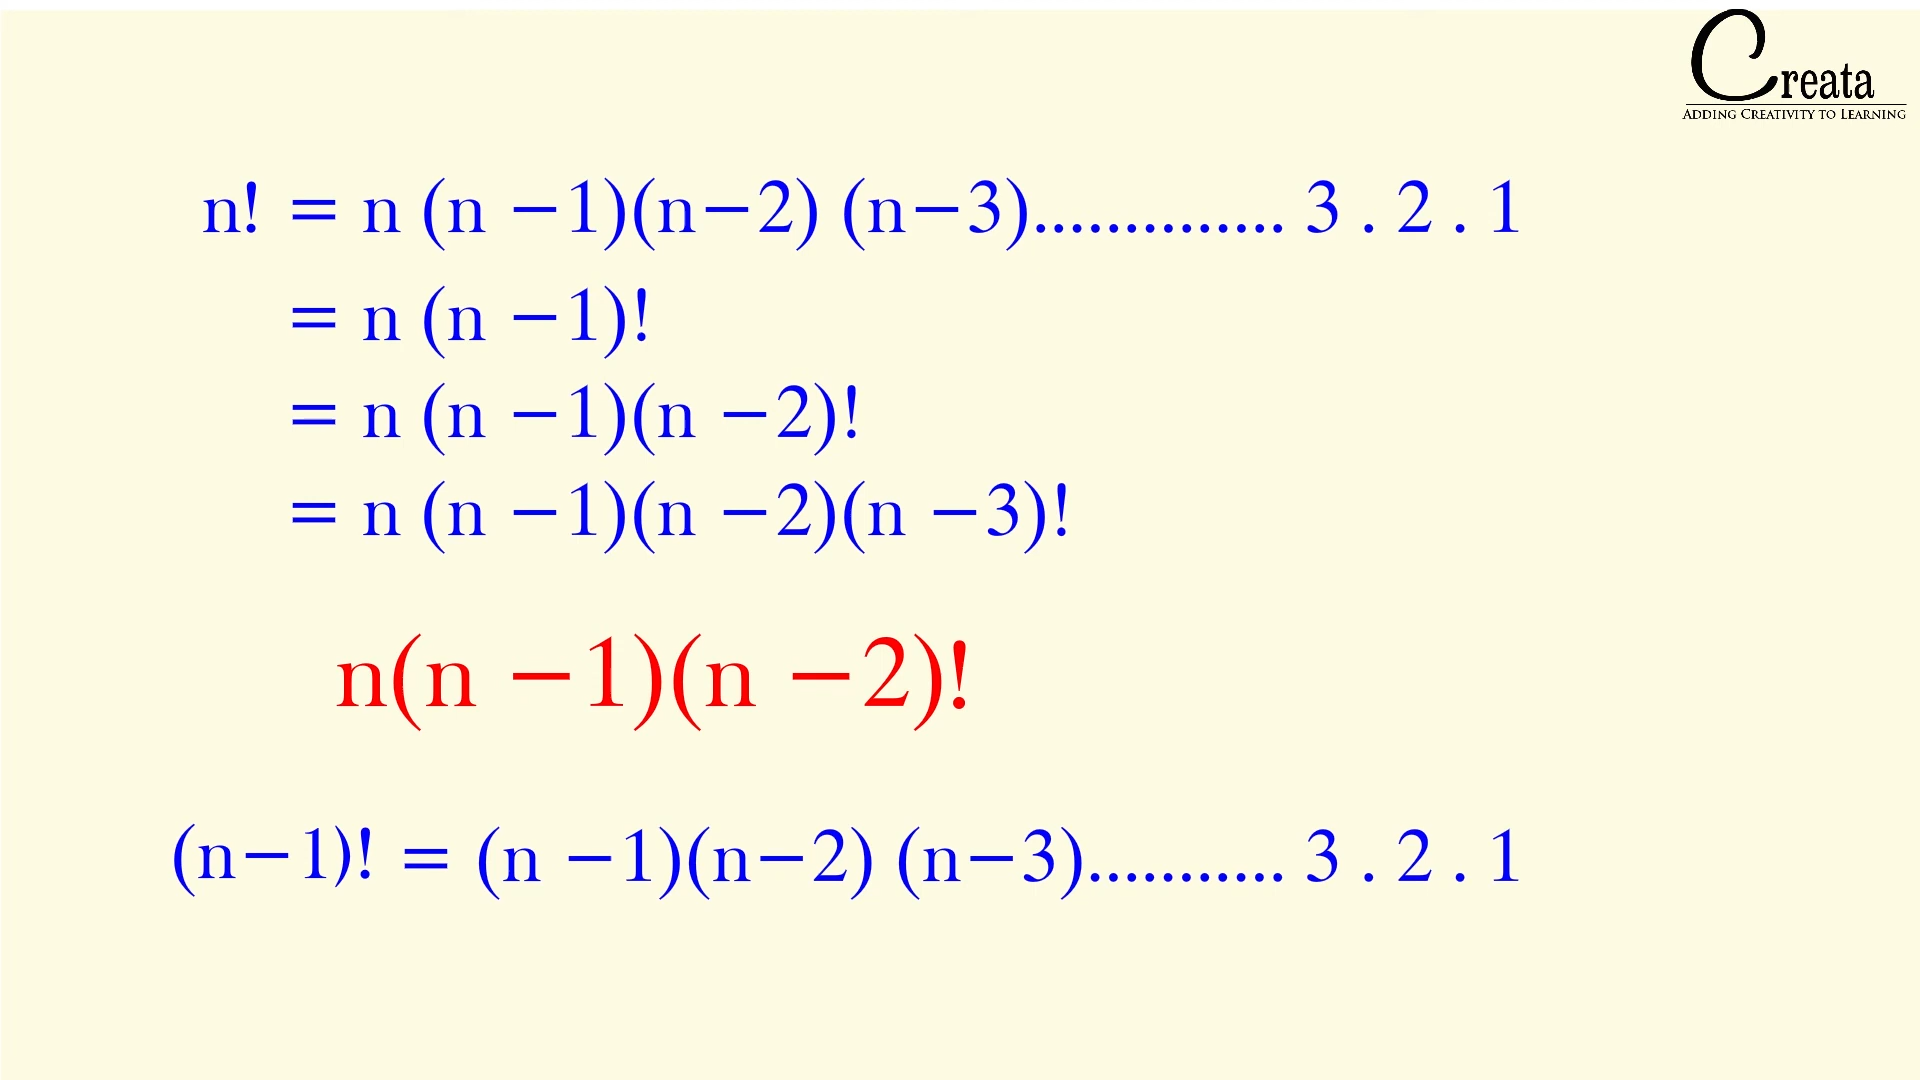 Creata
ADDING CREATIVITY TO LEARNING
n! = n (n −1)(n−2) (n−3).............. 3 . 2 . 1
= n (n −1)!
= n (n −1)(n −2)!
= n (n −1)(n −2)(n −3)!
n(n −1)(n −2)!
(n−1)! = (n −1)(n−2) (n−3)........... 3 . 2 . 1